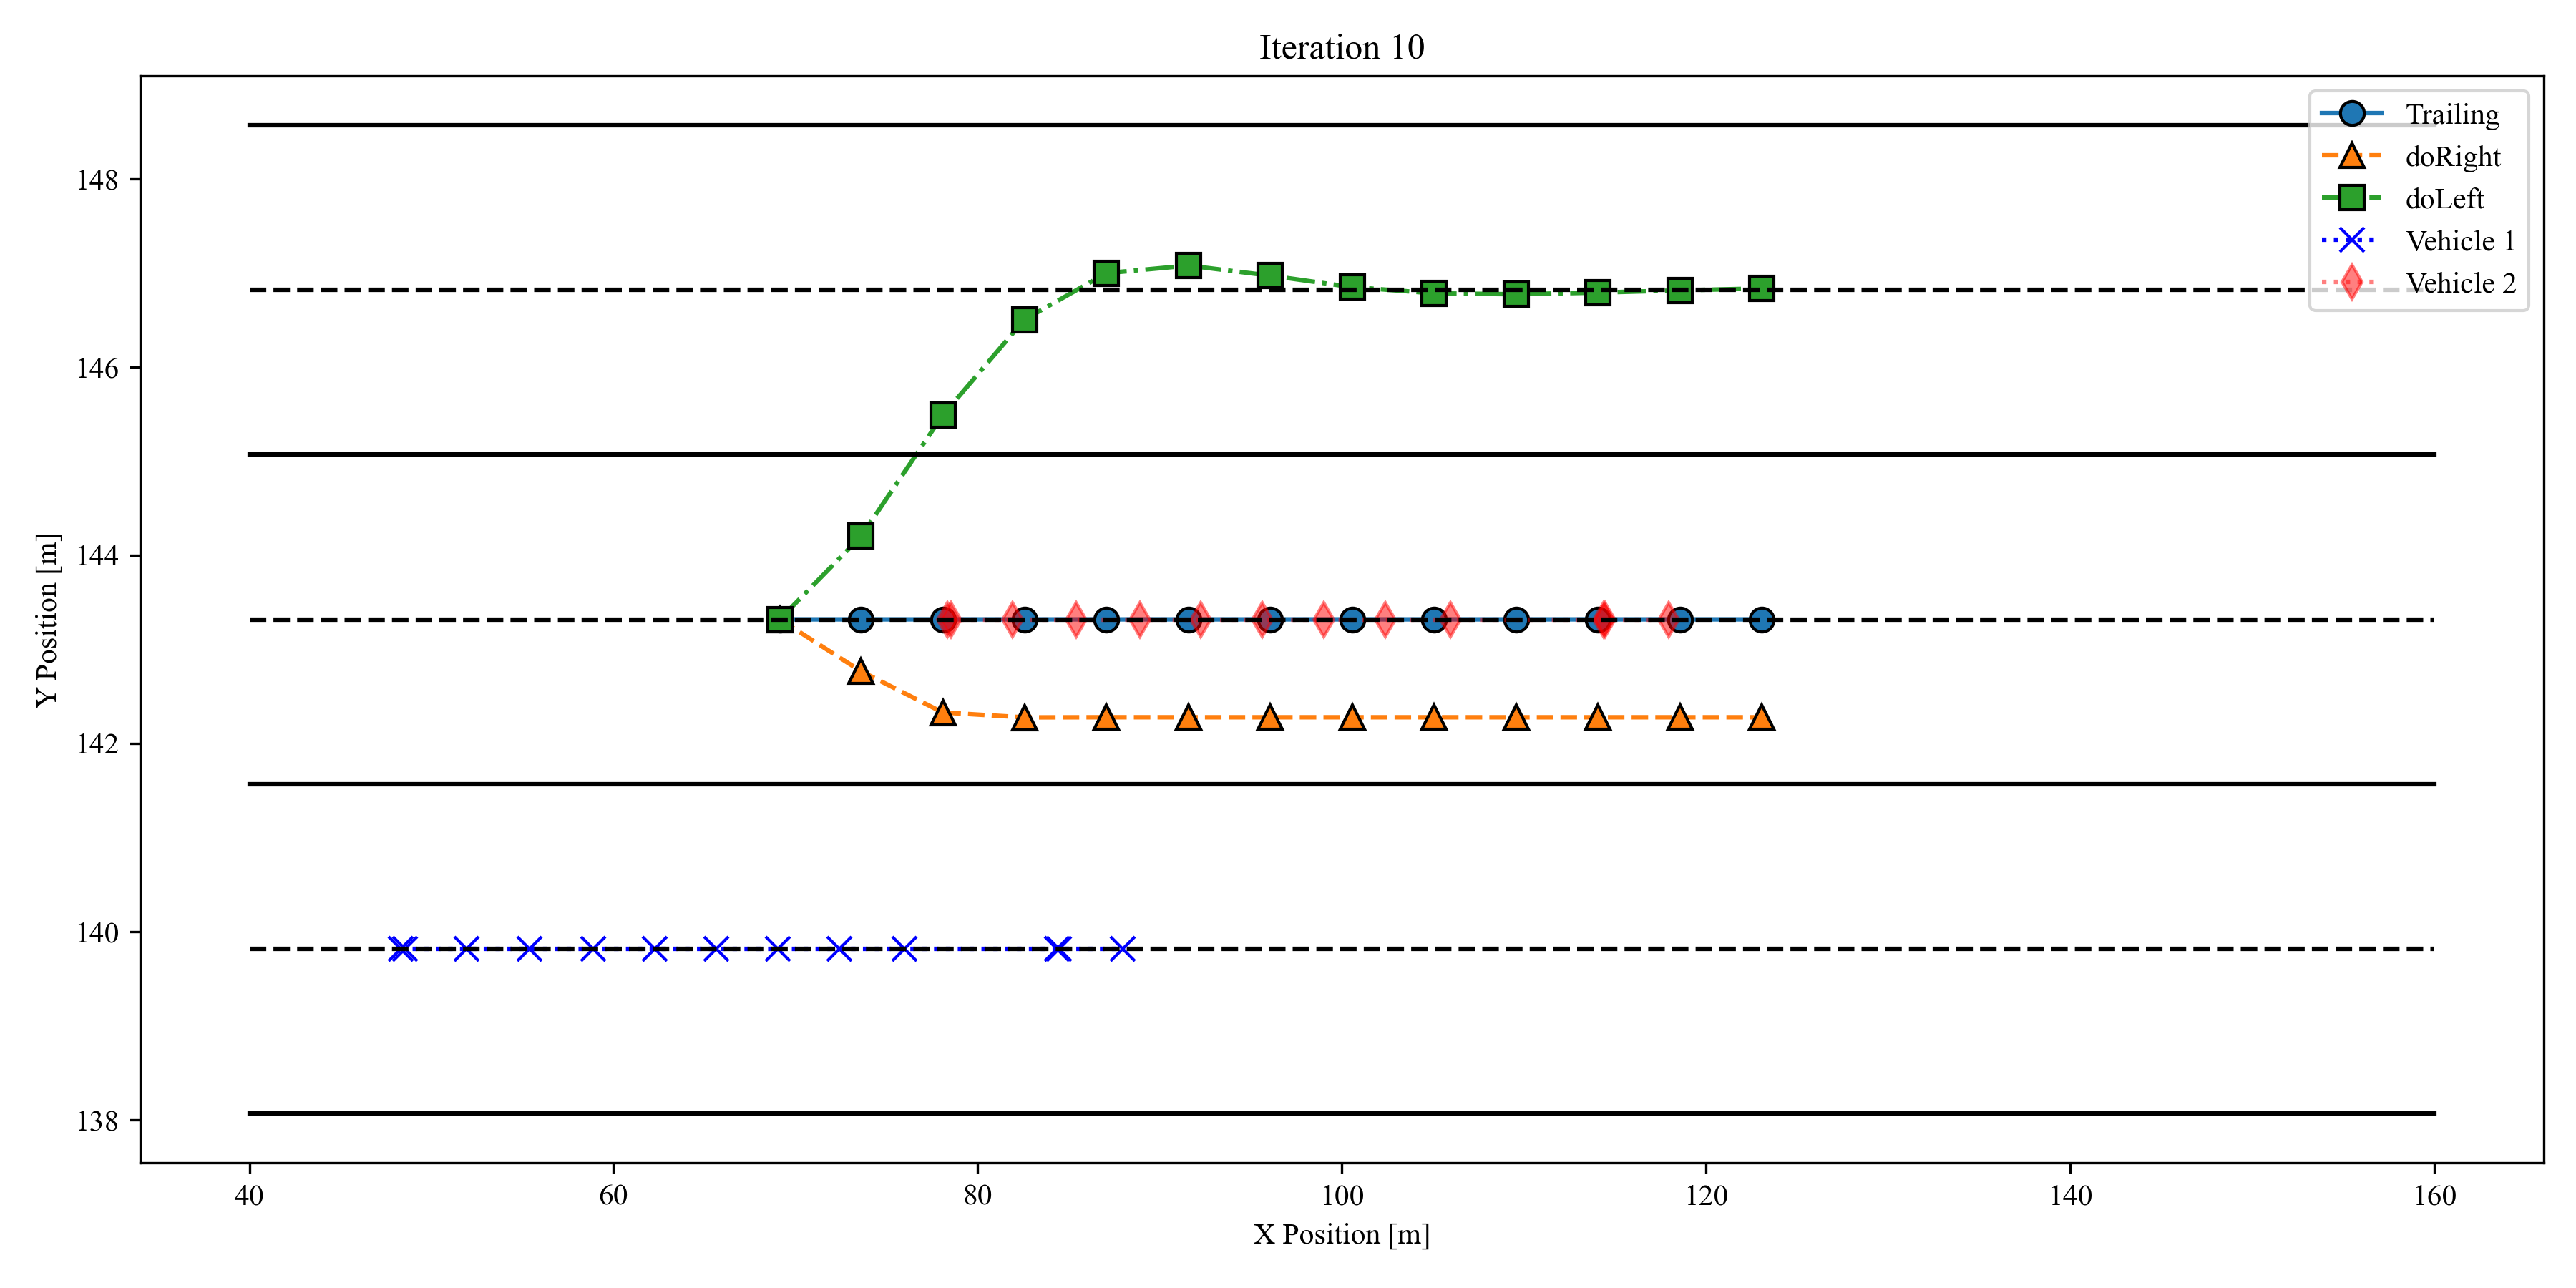 Iteration 10
Trailing
doRight
doLeft
Vehicle 1
Vehicle 2
148
146
144
142
140
138
Y Position [m]
40 60 80 100 120 140 160
X Position [m]